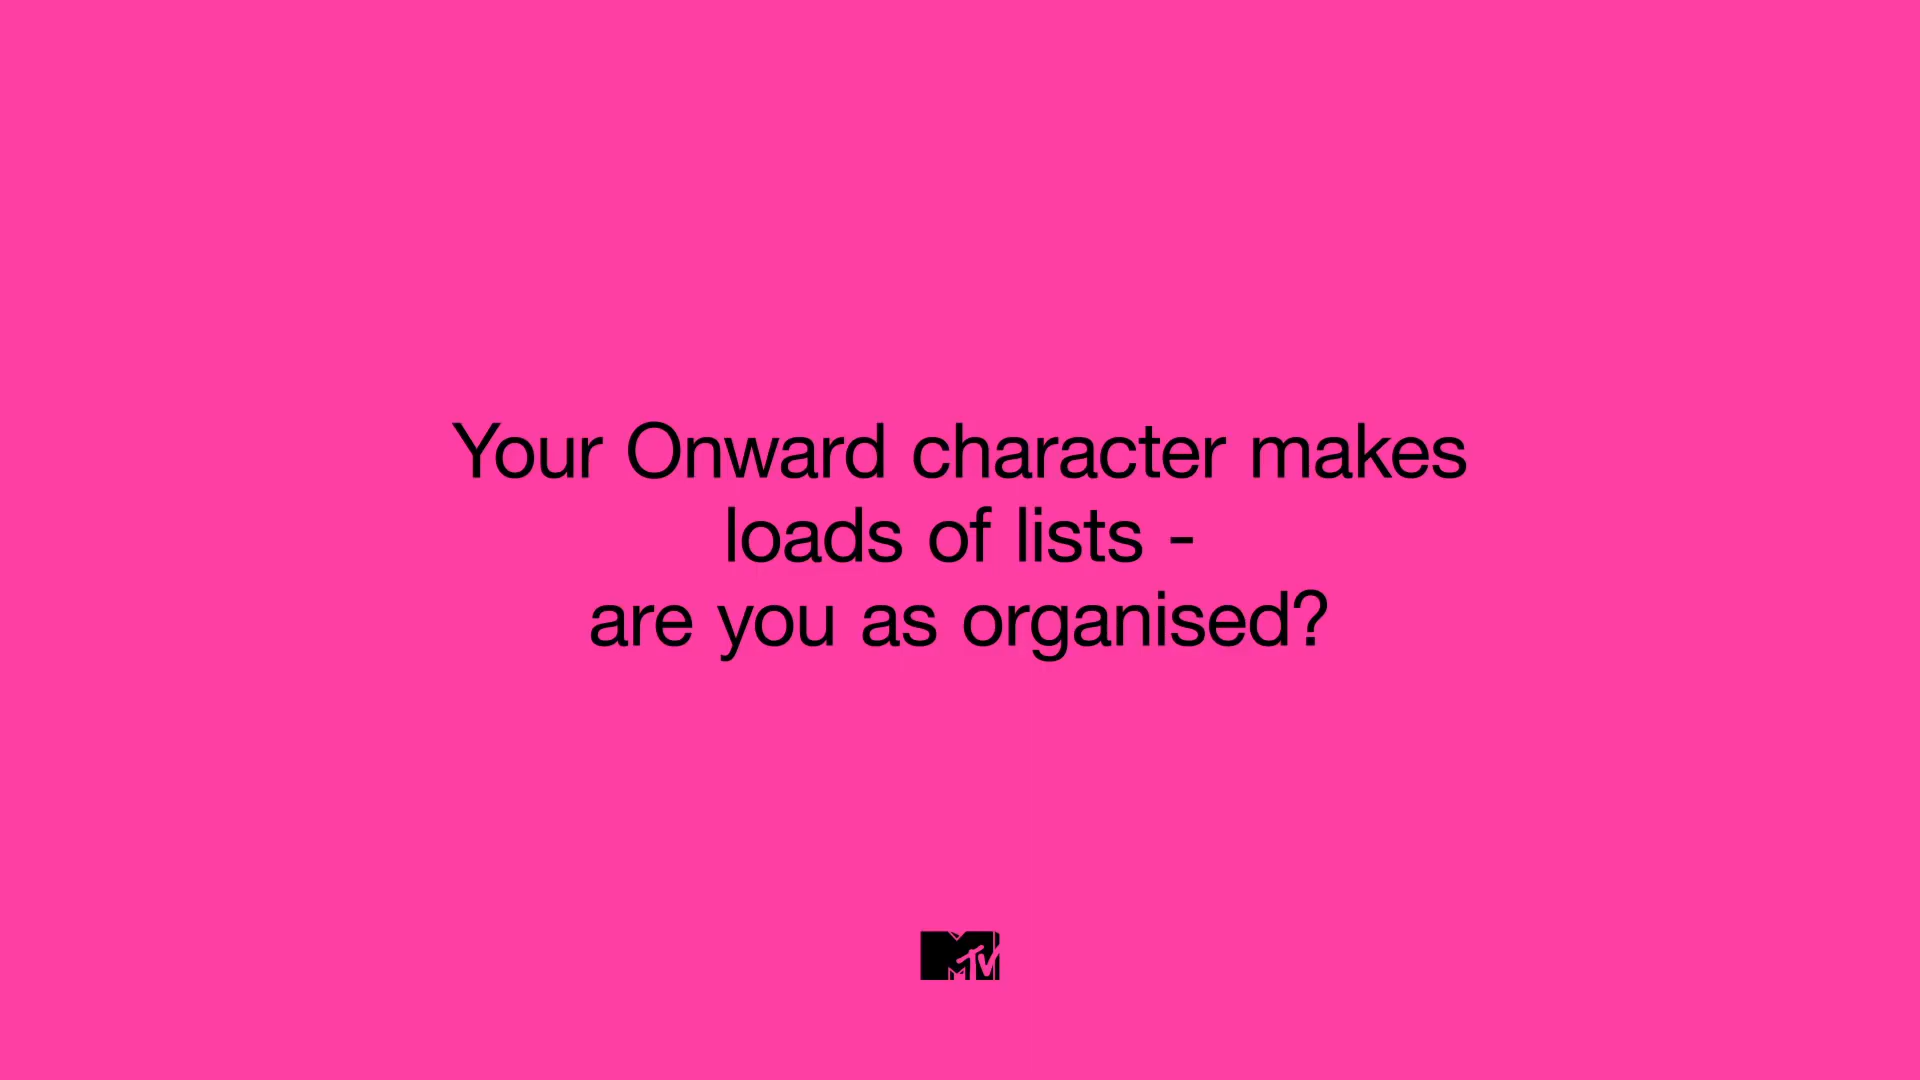 Your Onward character makes
loads of lists -
are you as organised?
MTV